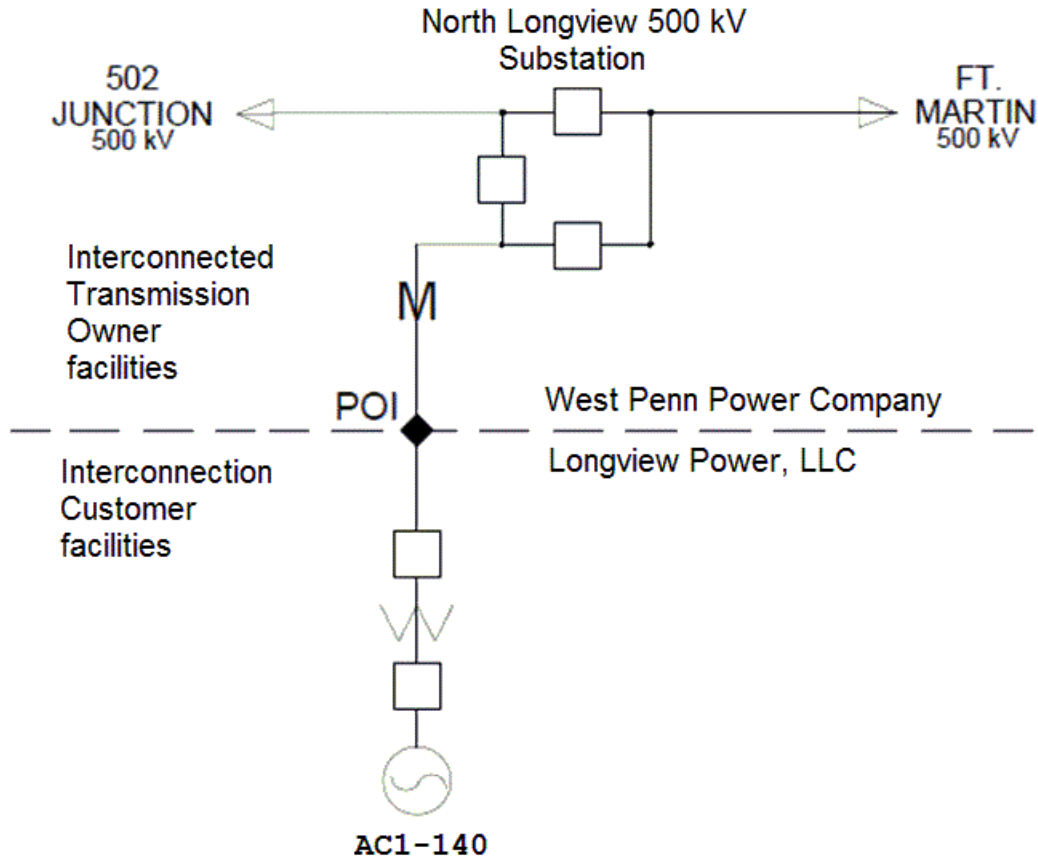 North Longview 500 kV
Substation
502
JUNCTION
500 kV
FT.
MARTIN
500 kV
Interconnected
Transmission
Owner
facilities
M
POI
West Penn Power Company
Longview Power, LLC
Interconnection
Customer
facilities
AC1-140